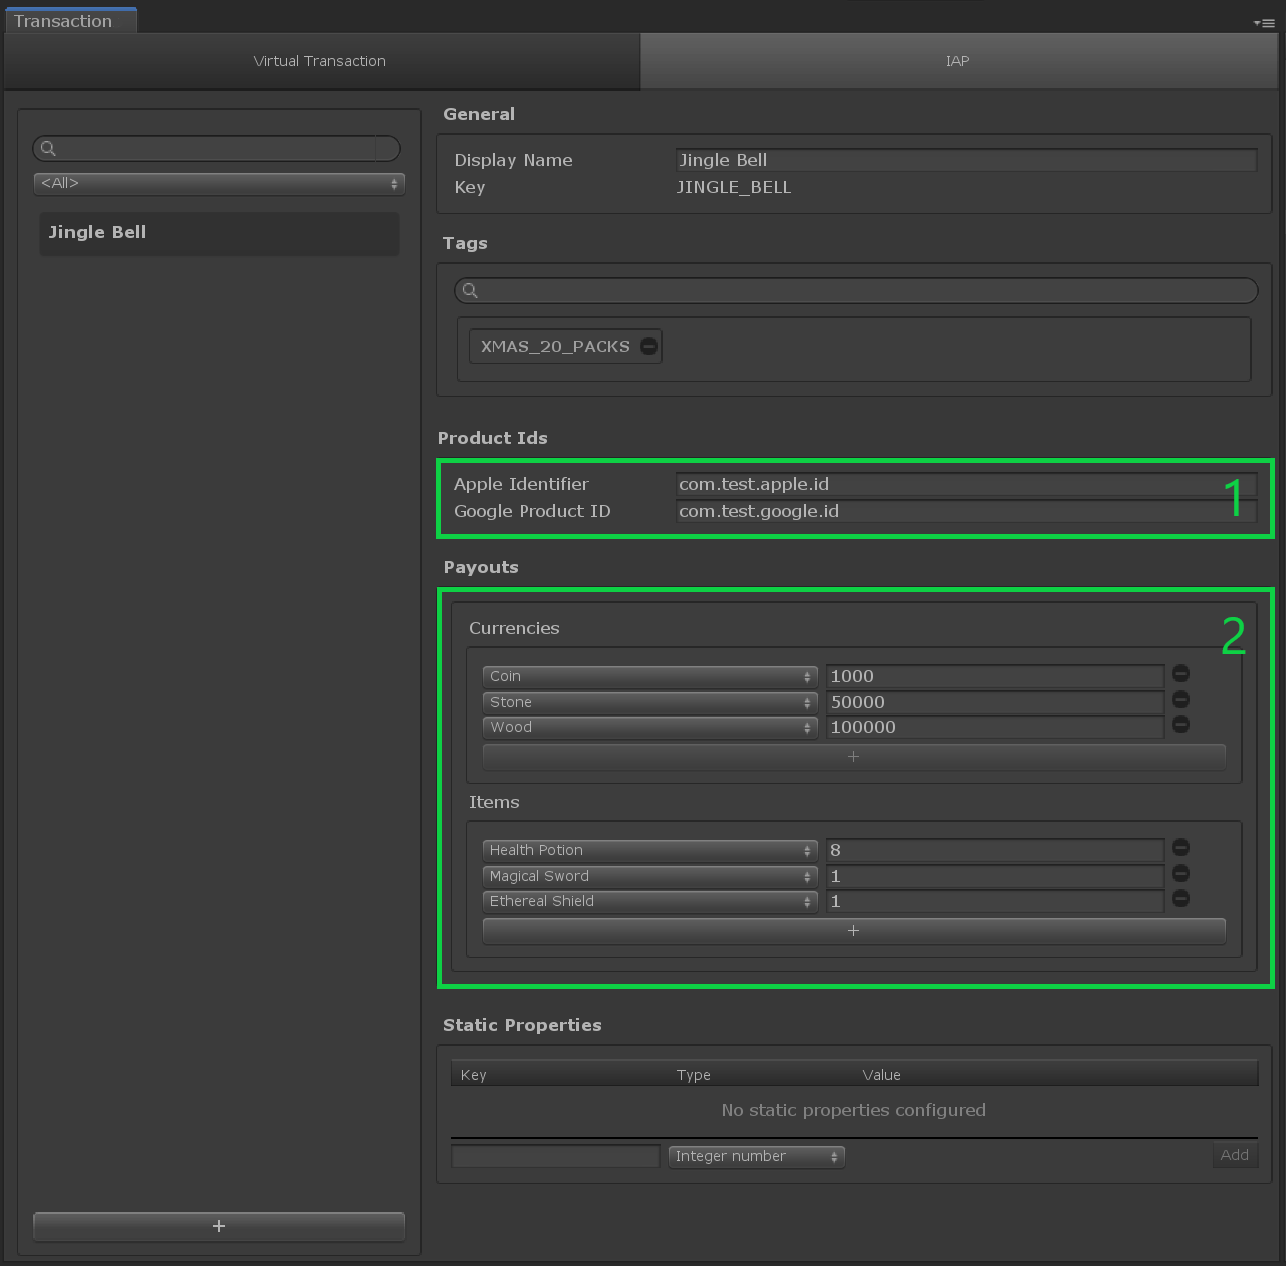 Transaction
Virtual Transaction
IAP
<All>
Jingle Bell
General
Display Name
Jingle Bell
Key
JINGLE_BELL
Tags
XMAS_20_PACKS
Product Ids
Apple Identifier
com.test.apple.id
Google Product ID
com.test.google.id
1
Payouts
2
Currencies
Coin
1000
Stone
50000
Wood
100000
+
Items
Health Potion
8
Magical Sword
1
Ethereal Shield
1
+
Static Properties
Key
Type
Value
No static properties configured
Integer number
Add
+